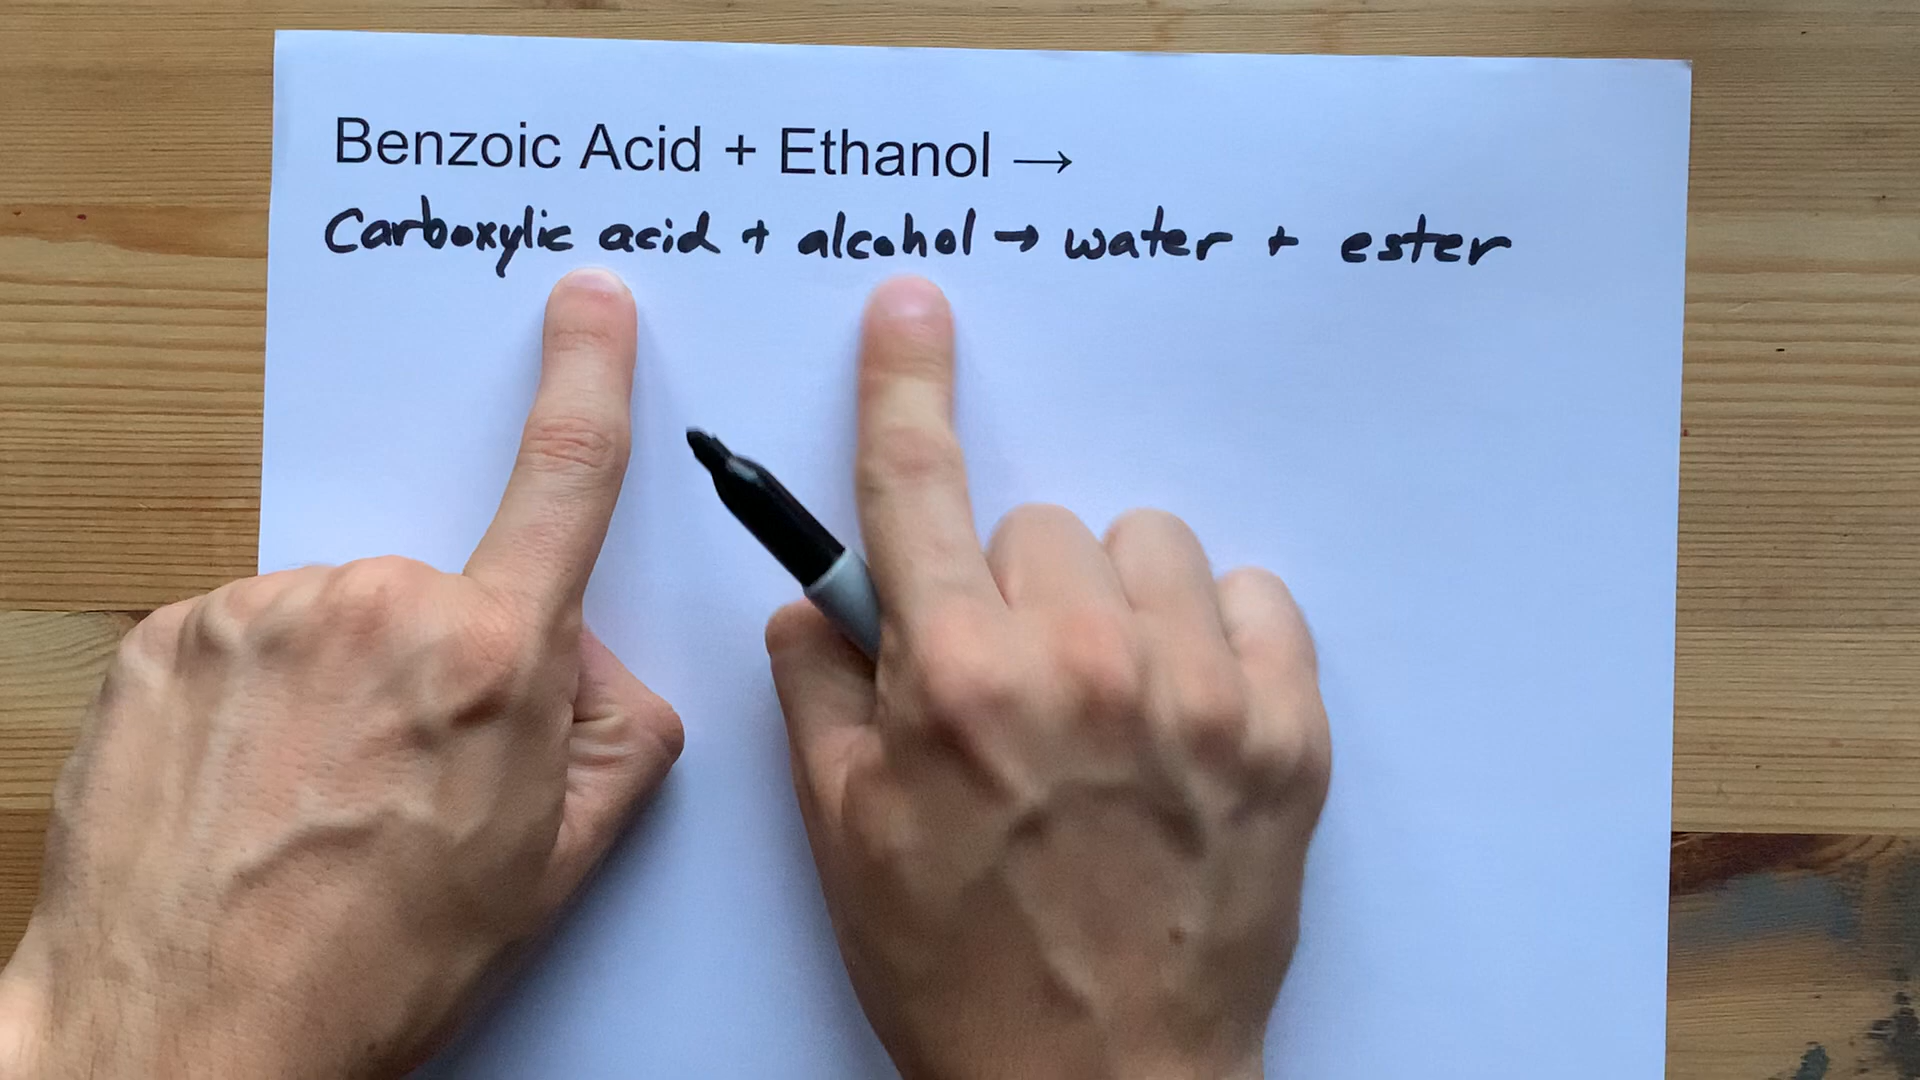 Benzoic Acid + Ethanol →
Carboxylic acid + alcohol → water + ester